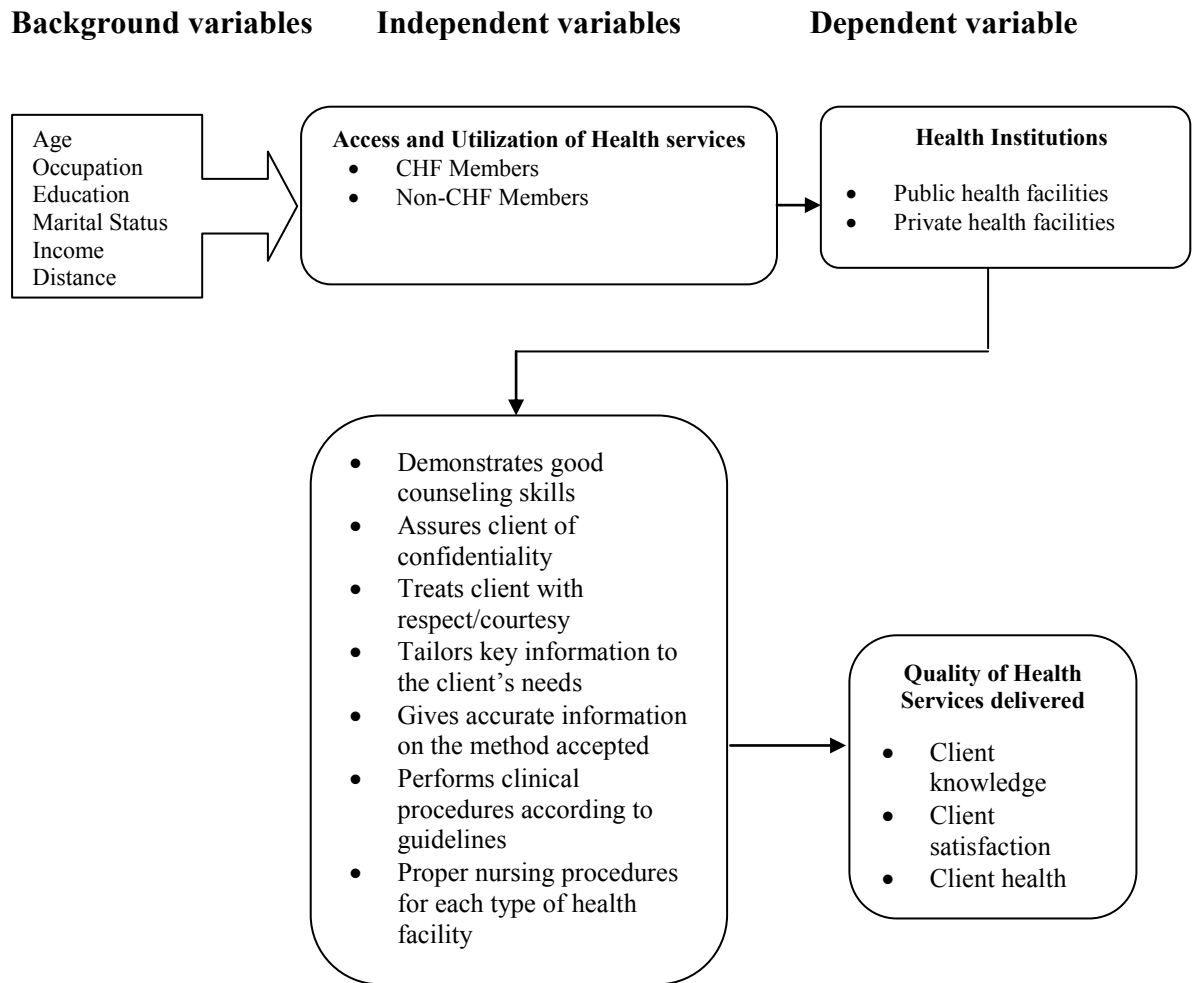 Background variables Independent variables Dependent variable
Age
Occupation
Education
Marital Status
Income
Distance
Access and Utilization of Health services
• CHF Members
• Non-CHF Members
Health Institutions
• Public health facilities
• Private health facilities
• Demonstrates good
counseling skills
• Assures client of
confidentiality
• Treats client with
respect/courtesy
• Tailors key information to
the client’s needs
• Gives accurate information
on the method accepted
• Performs clinical
procedures according to
guidelines
• Proper nursing procedures
for each type of health
facility
Quality of Health
Services delivered
• Client
knowledge
• Client
satisfaction
• Client health